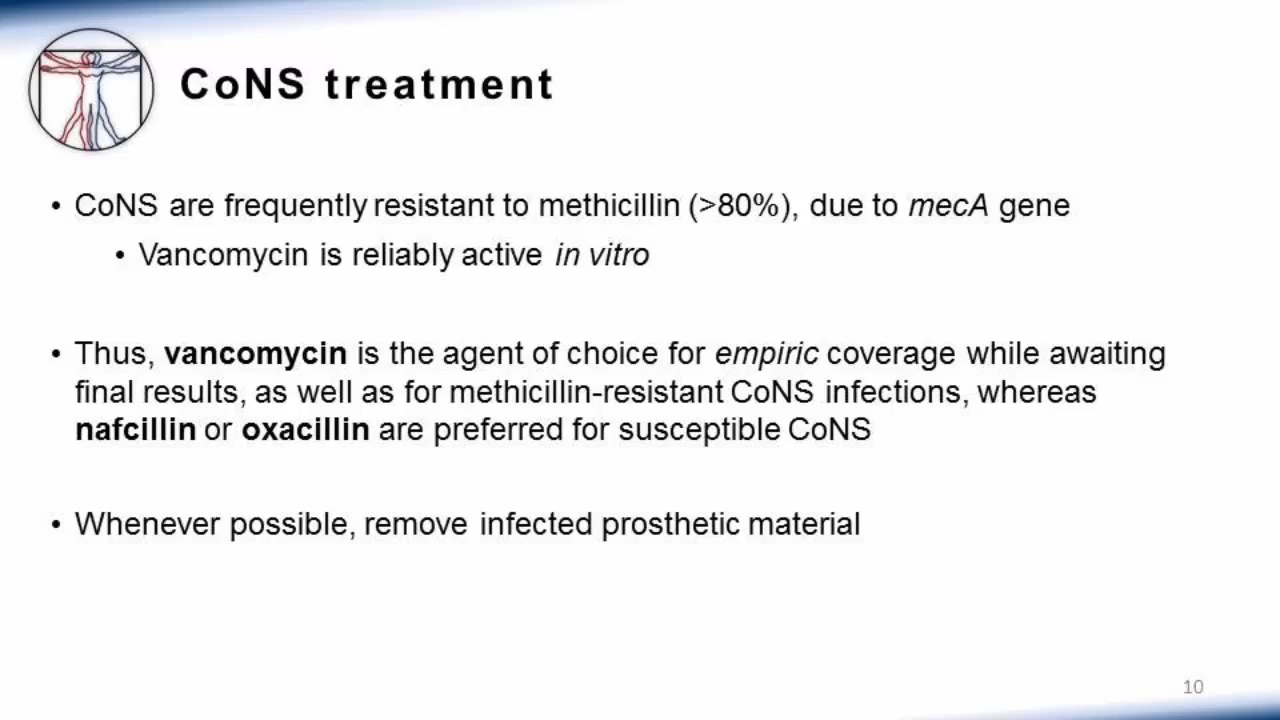 CoNS treatment
• CoNS are frequently resistant to methicillin (>80%), due to mecA gene
• Vancomycin is reliably active in vitro
• Thus, vancomycin is the agent of choice for empiric coverage while awaiting
final results, as well as for methicillin-resistant CoNS infections, whereas
nafcillin or oxacillin are preferred for susceptible CoNS
• Whenever possible, remove infected prosthetic material
10